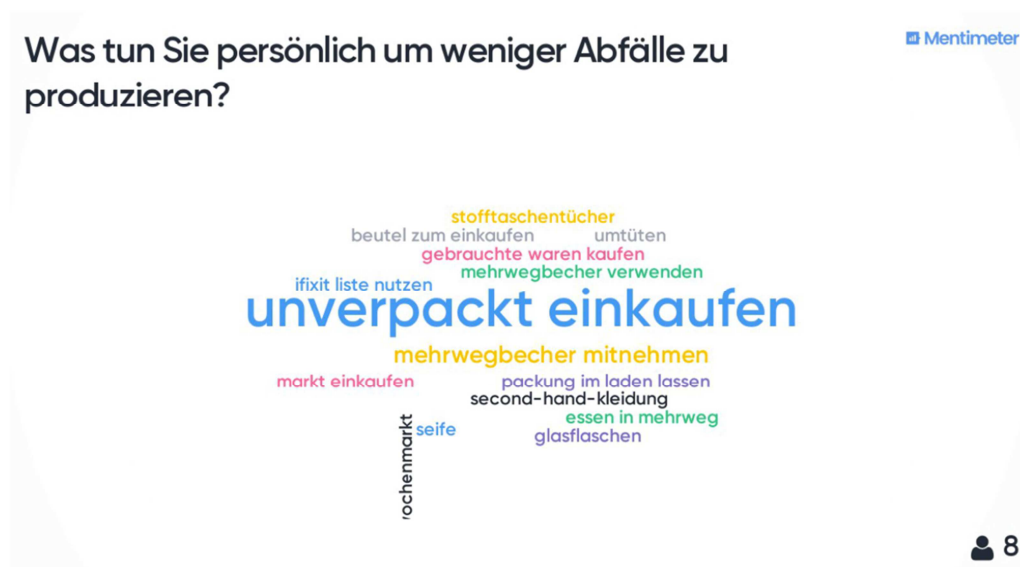 Was tun Sie persönlich um weniger Abfälle zu
produzieren?
Mentimeter
stofftaschentücher
beutel zum einkaufen
umtüten
gebrauchte waren kaufen
mehrwegbecher verwenden
ifixit liste nutzen
unverpackt einkaufen
mehrwegbecher mitnehmen
markt einkaufen
packung im laden lassen
second-hand-kleidung
essen in mehrweg
seife
glasflaschen
ochenmarkt
8